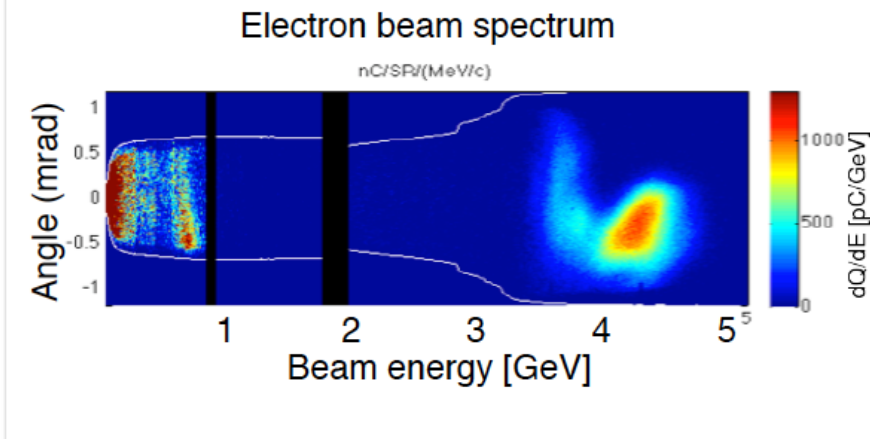 Electron beam spectrum
nC/SR/(MeV/c)
Angle (mrad)
1
0.5
0
-0.5
-1
1 2 3 4 5 5
Beam energy [GeV]
1000
500
0
dQ/dE [pC/GeV]